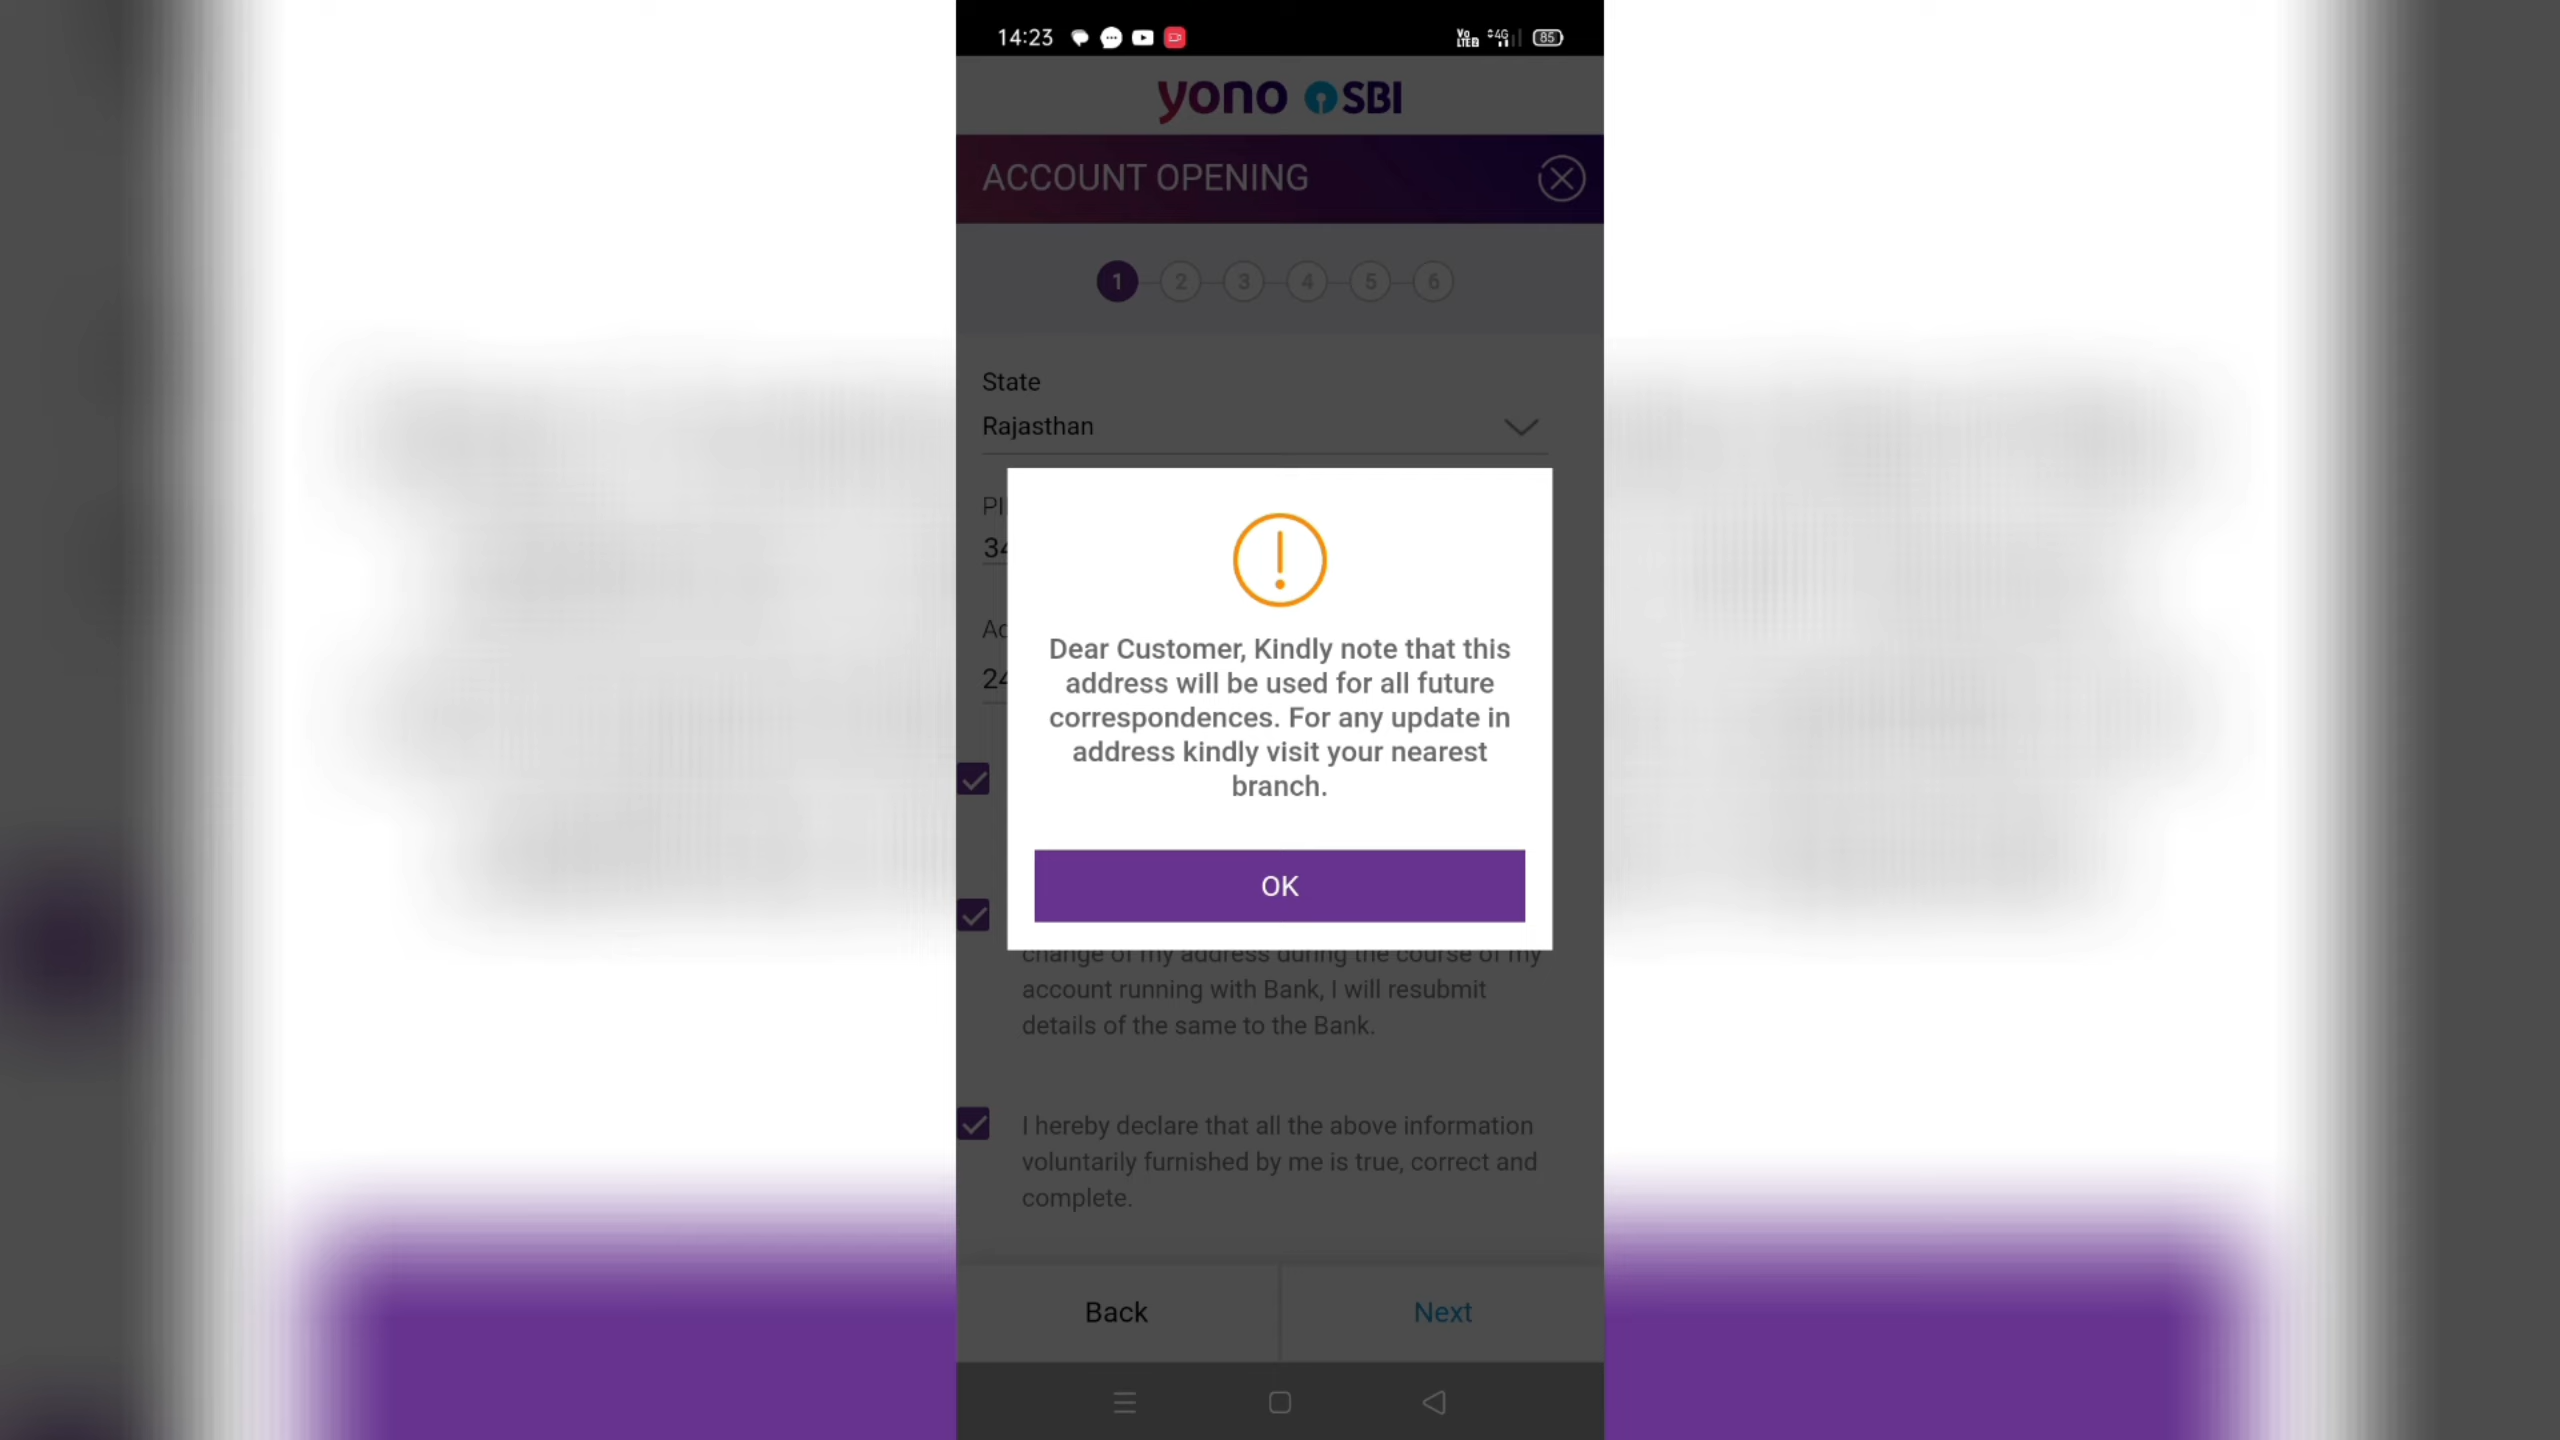 14:23 Vo LTE2 4G 85
yono SBI
ACCOUNT OPENING
1 2 3 4 5 6
State
Rajasthan
Dear Customer, Kindly note that this
address will be used for all future
correspondences. For any update in
address kindly visit your nearest
branch.
OK
change of my address during the course of my
account running with Bank, I will resubmit
details of the same to the Bank.
I hereby declare that all the above information
voluntarily furnished by me is true, correct and
complete.
Back Next